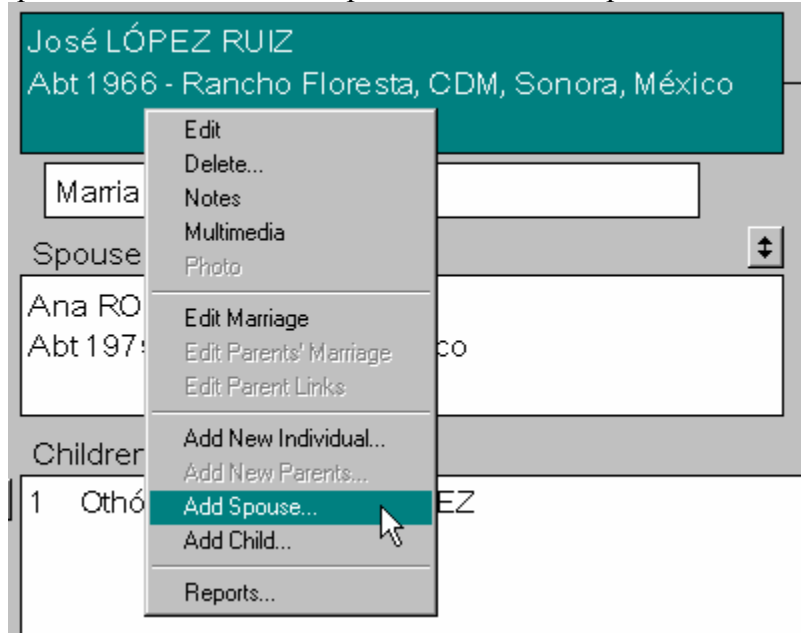 José LÓPEZ RUIZ
Abt 1966 - Rancho Floresta, CDM, Sonora, México
Edit
Delete...
Marria
Notes
Multimedia
Spouse
Photo
Ana RO
Edit Marriage
Abt 197 co
Edit Parents' Marriage
Edit Parent Links
Add New Individual...
Children
Add New Parents...
1 Othó EZ
Add Spouse...
Add Child...
Reports...